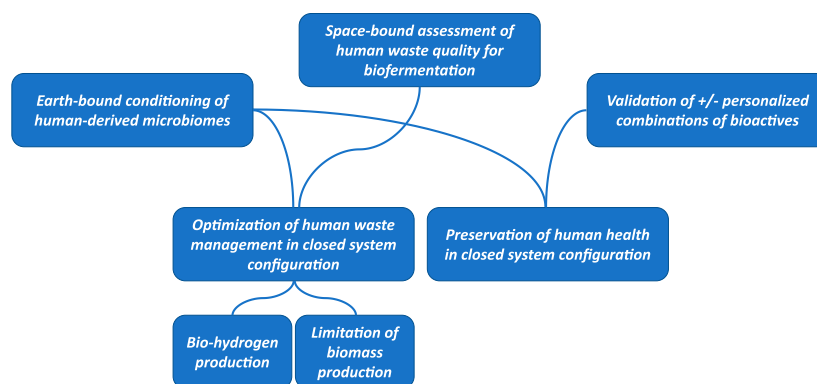 Space-bound assessment of
human waste quality for
biofermentation
Earth-bound conditioning of
human-derived microbiomes
Validation of +/- personalized
combinations of bioactives
Optimization of human waste
management in closed system
configuration
Preservation of human health
in closed system configuration
Bio-hydrogen
production
Limitation of
biomass
production